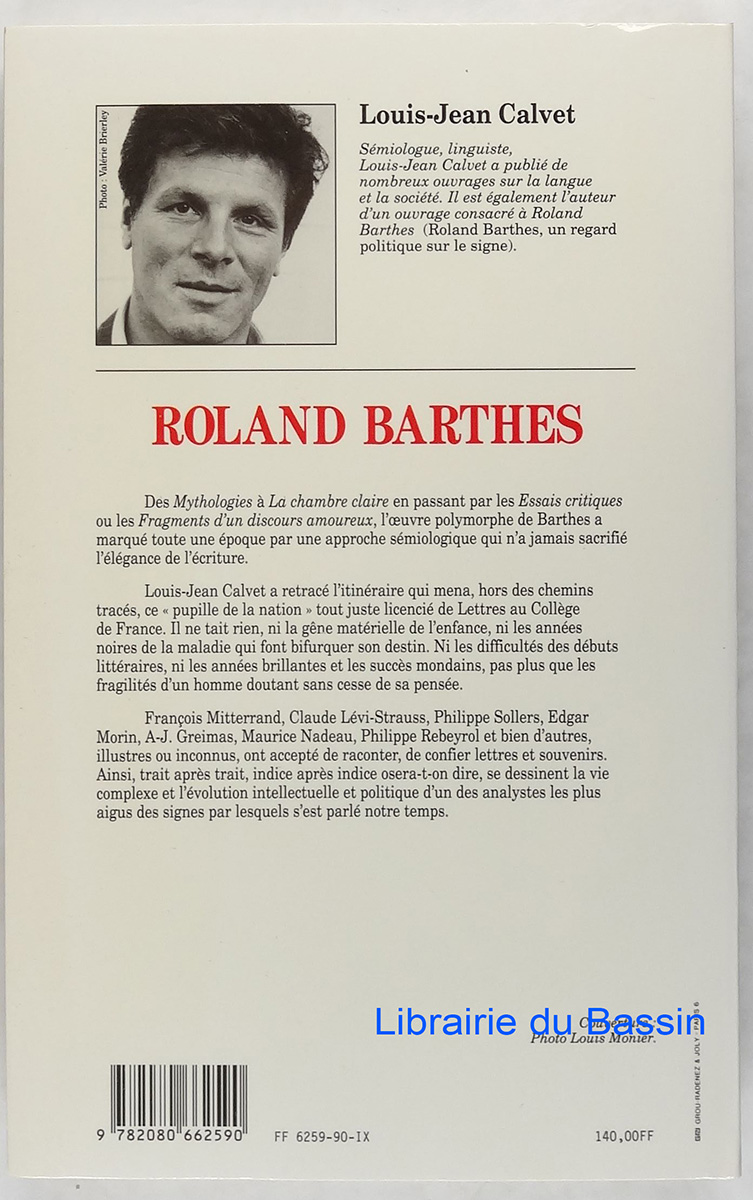 Photo : Valérie Brierley
Louis-Jean Calvet
Sémiologue, linguiste,
Louis-Jean Calvet a publié de
nombreux ouvrages sur la langue
et la société. Il est également l'auteur
d'un ouvrage consacré à Roland
Barthes (Roland Barthes, un regard
politique sur le signe).
ROLAND BARTHES
Des Mythologies à La chambre claire en passant par les Essais critiques
ou les Fragments d'un discours amoureux, l'œuvre polymorphe de Barthes a
marqué toute une époque par une approche sémiologique qui n'a jamais sacrifié
l'élégance de l'écriture.
Louis-Jean Calvet a retracé l'itinéraire qui mena, hors des chemins
tracés, ce « pupille de la nation » tout juste licencié de Lettres au Collège
de France. Il ne tait rien, ni la gêne matérielle de l'enfance, ni les années
noires de la maladie qui font bifurquer son destin. Ni les difficultés des débuts
littéraires, ni les années brillantes et les succès mondains, pas plus que les
fragilités d'un homme doutant sans cesse de sa pensée.
François Mitterrand, Claude Lévi-Strauss, Philippe Sollers, Edgar
Morin, A-J. Greimas, Maurice Nadeau, Philippe Rebeyrol et bien d'autres,
illustres ou inconnus, ont accepté de raconter, de confier lettres et souvenirs.
Ainsi, trait après trait, indice après indice osera-t-on dire, se dessinent la vie
complexe et l'évolution intellectuelle et politique d'un des analystes les plus
aigus des signes par lesquels s'est parlé notre temps.
Librairie du Bassin
Couverture :
Photo Louis Monier.
GROU-RADENEZ & JOLY - PARIS 6
9 782080 662590
FF 6259-90-IX
140,00FF